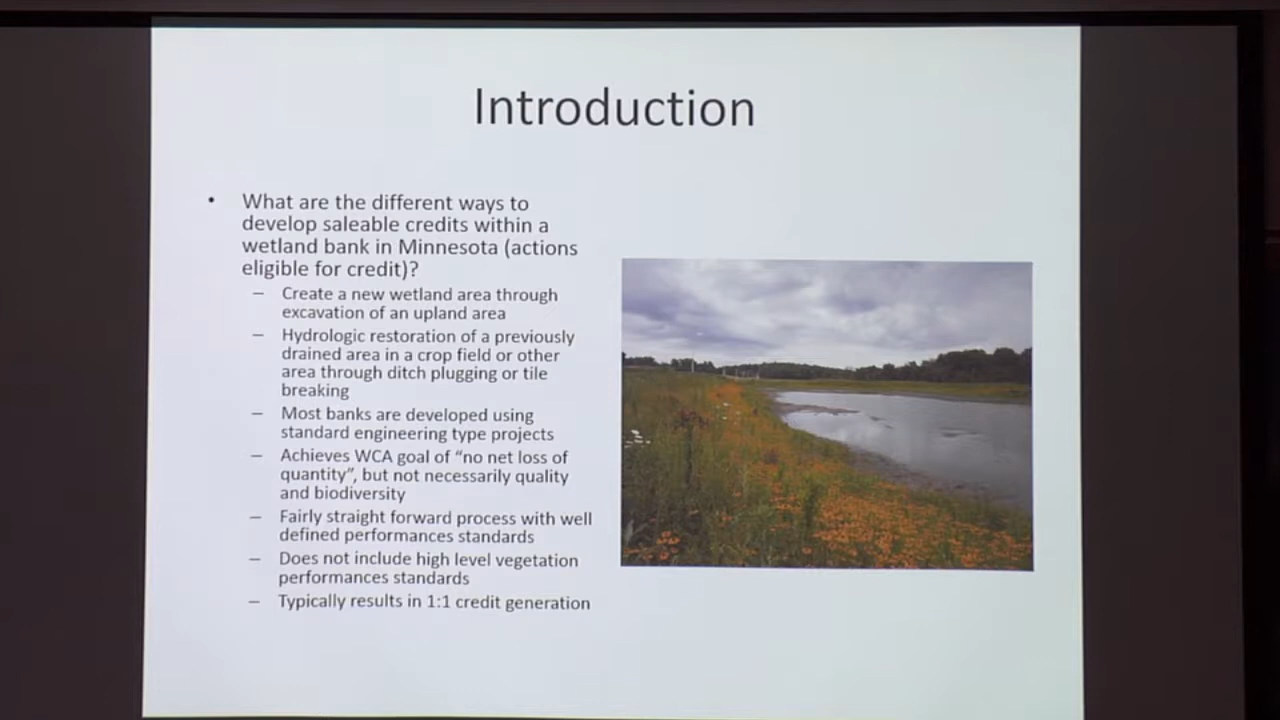 Introduction
• What are the different ways to
develop saleable credits within a
wetland bank in Minnesota (actions
eligible for credit)?
– Create a new wetland area through
excavation of an upland area
– Hydrologic restoration of a previously
drained area in a crop field or other
area through ditch plugging or tile
breaking
– Most banks are developed using
standard engineering type projects
– Achieves WCA goal of “no net loss of
quantity”, but not necessarily quality
and biodiversity
– Fairly straight forward process with well
defined performances standards
– Does not include high level vegetation
performances standards
– Typically results in 1:1 credit generation